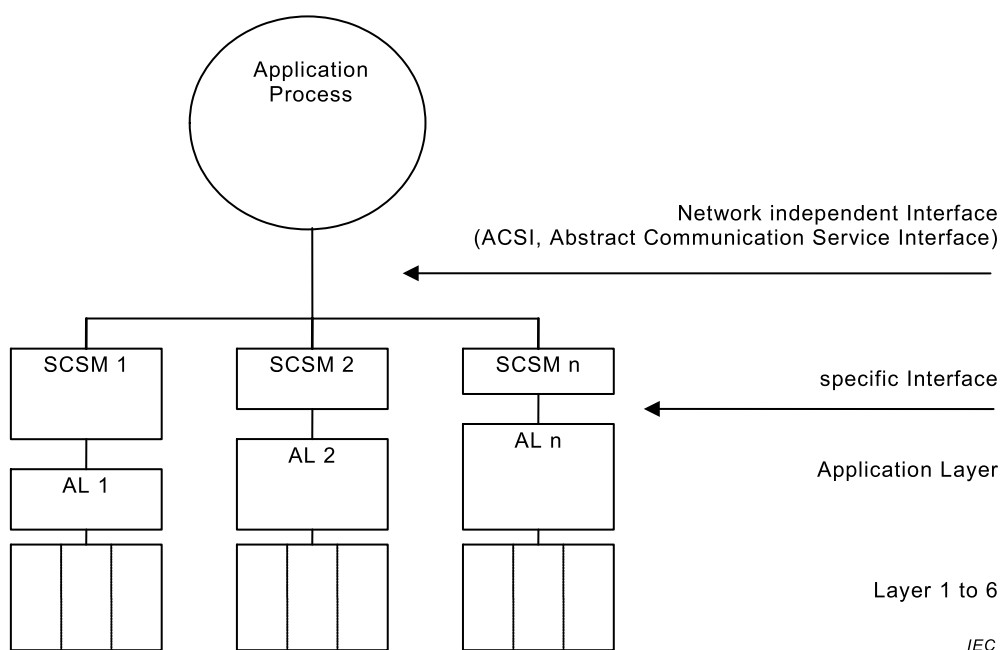 Application
Process
Network independent Interface
(ACSI, Abstract Communication Service Interface)
SCSM 1
SCSM 2
SCSM n
specific Interface
AL 1
AL 2
AL n
Application Layer
Layer 1 to 6
IEC